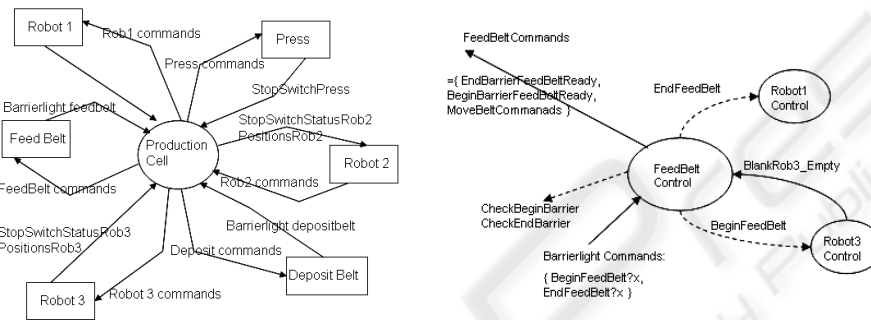 Robot 1
Rob1 commands
Press
Press commands
StopSwitchPress
Barrierlight feedbelt
StopSwitchStatusRob2
PositionsRob2
Feed Belt
Production
Cell
Robot 2
FeedBelt commands
Rob2 commands
StopSwitchStatusRob3
PositionsRob3
Barrierlight depositbelt
Deposit commands
Deposit Belt
Robot 3
Robot 3 commands
FeedBeltCommands
={ EndBarrierFeedBeltReady,
BeginBarrierFeedBeltReady,
MoveBeltCommanads }
EndFeedBelt
Robot1
Control
FeedBelt
Control
BlankRob3_Empty
CheckBeginBarrier
CheckEndBarrier
BeginFeedBelt
Robot3
Control
Barrierlight Commands:
{ BeginFeedBelt?x,
EndFeedBelt?x }